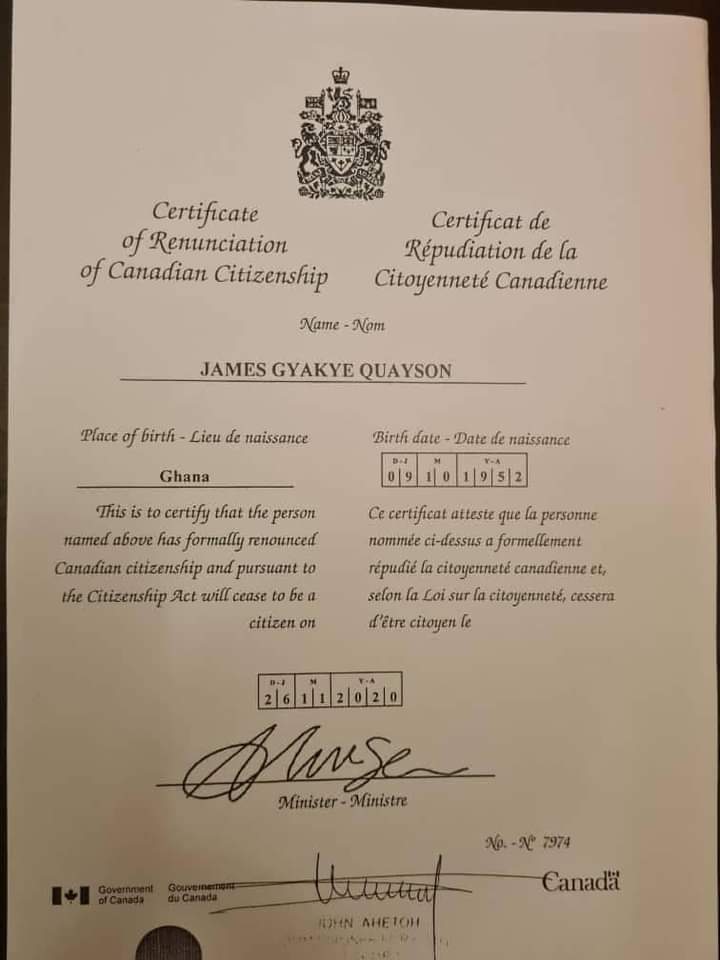 Certificate
of Renunciation
of Canadian Citizenship
Certificat de
Répudiation de la
Citoyenneté Canadienne
Name - Nom
JAMES GYAKYE QUAYSON
Place of birth - Lieu de naissance
Ghana
Birth date - Date de naissance
D-J M Y-A
0 9 1 0 1 9 5 2
This is to certify that the person
named above has formally renounced
Canadian citizenship and pursuant to
the Citizenship Act will cease to be a
citizen on
Ce certificat atteste que la personne
nommée ci-dessus a formellement
répudié la citoyenneté canadienne et,
selon la Loi sur la citoyenneté, cessera
d'être citoyen le
D-J M Y-A
2 6 1 1 2 0 2 0
Minister - Ministre
No. - Nº 7974
Government
of Canada
Gouvernement
du Canada
Canada
JOHN AHETOH